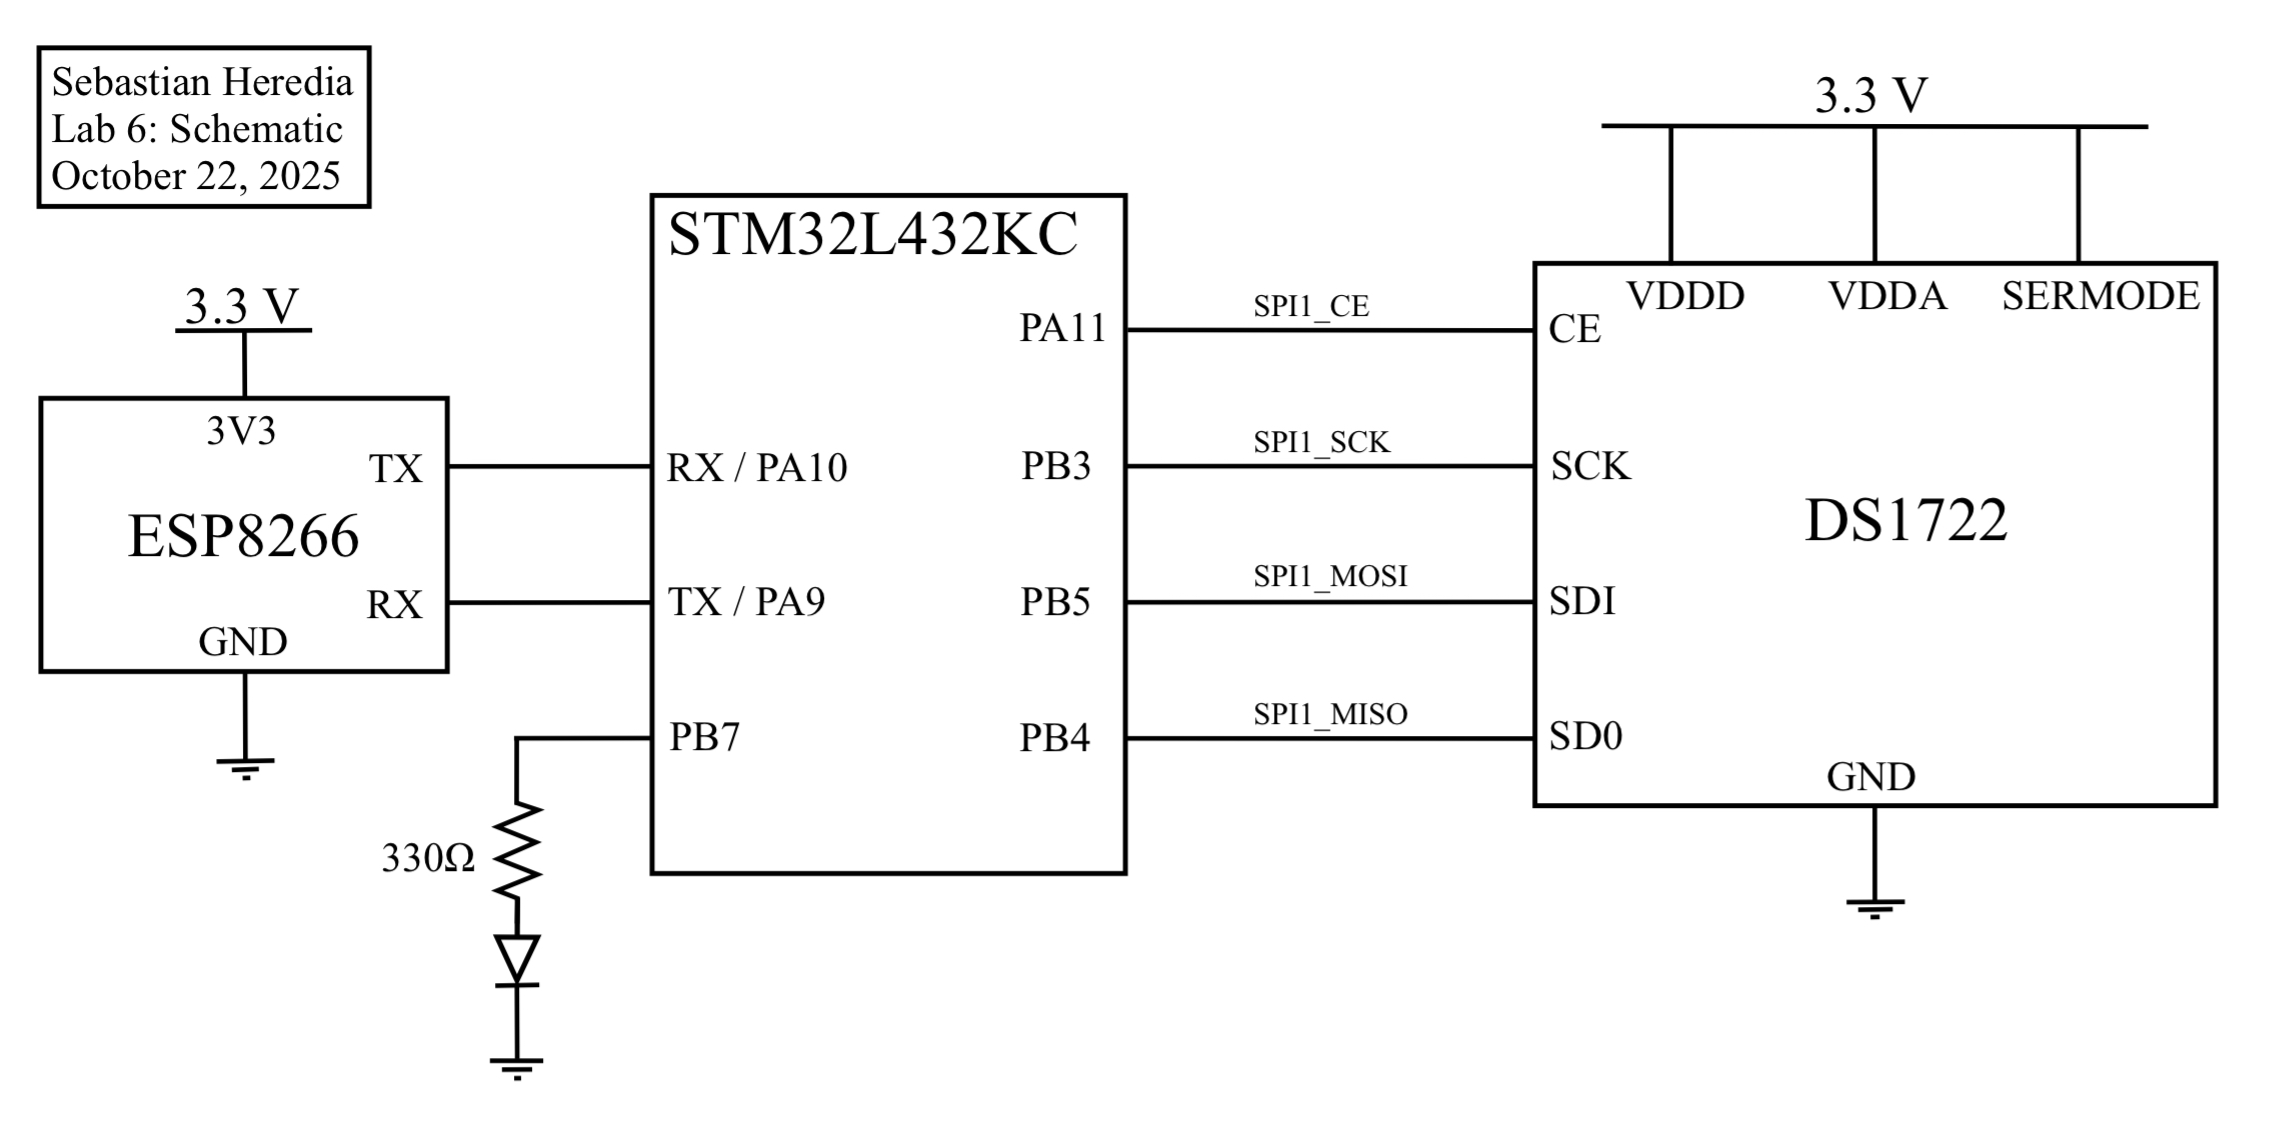 Sebastian Heredia
Lab 6: Schematic
October 22, 2025
3.3 V
3V3
TX
ESP8266
RX
GND
STM32L432KC
RX / PA10
TX / PA9
PB7
PA11
PB3
PB5
PB4
330Ω
SPI1_CE
SPI1_SCK
SPI1_MOSI
SPI1_MISO
3.3 V
VDDD
VDDA
SERMODE
CE
SCK
DS1722
SDI
SD0
GND